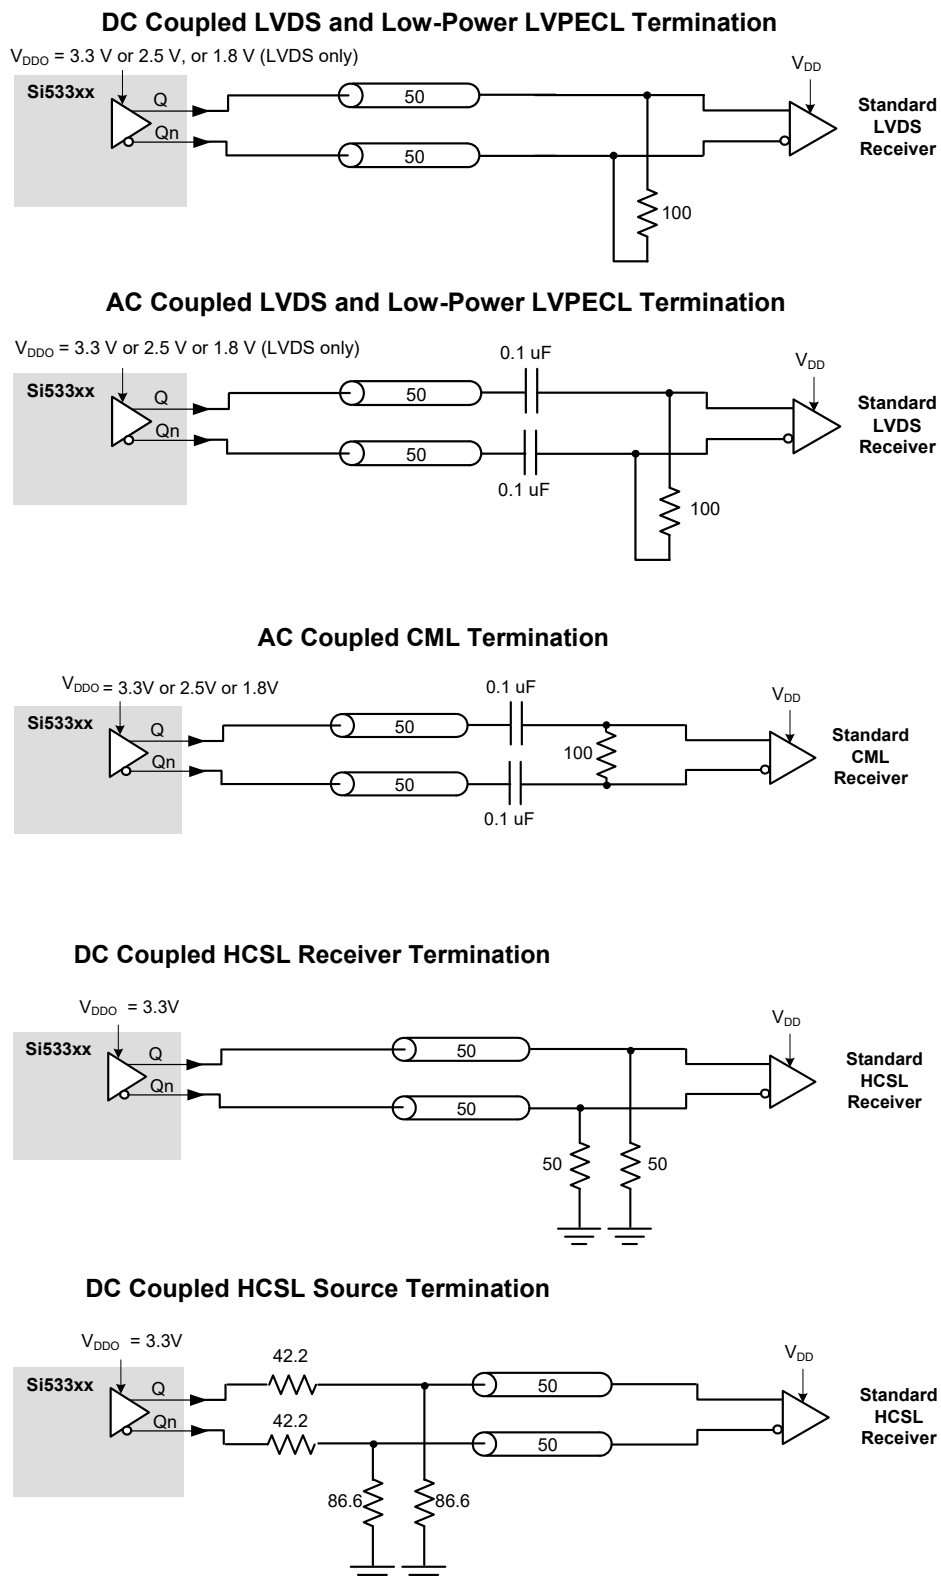 DC Coupled LVDS and Low-Power LVPECL Termination
VDDO = 3.3 V or 2.5 V, or 1.8 V (LVDS only)
VDD
Si533xx
Q
50
Standard
LVDS
Receiver
Qn
50
100
AC Coupled LVDS and Low-Power LVPECL Termination
VDDO = 3.3 V or 2.5 V or 1.8 V (LVDS only)
0.1 uF
VDD
Si533xx
Q
50
Standard
LVDS
Receiver
Qn
50
0.1 uF
100
AC Coupled CML Termination
VDDO = 3.3V or 2.5V or 1.8V
0.1 uF
VDD
Si533xx
Q
50
100
Standard
CML
Receiver
Qn
50
0.1 uF
DC Coupled HCSL Receiver Termination
VDDO = 3.3V
VDD
Si533xx
Q
50
Standard
HCSL
Receiver
Qn
50
50
50
DC Coupled HCSL Source Termination
VDDO = 3.3V
42.2
VDD
Si533xx
Q
50
Standard
HCSL
Receiver
Qn
42.2
50
86.6
86.6